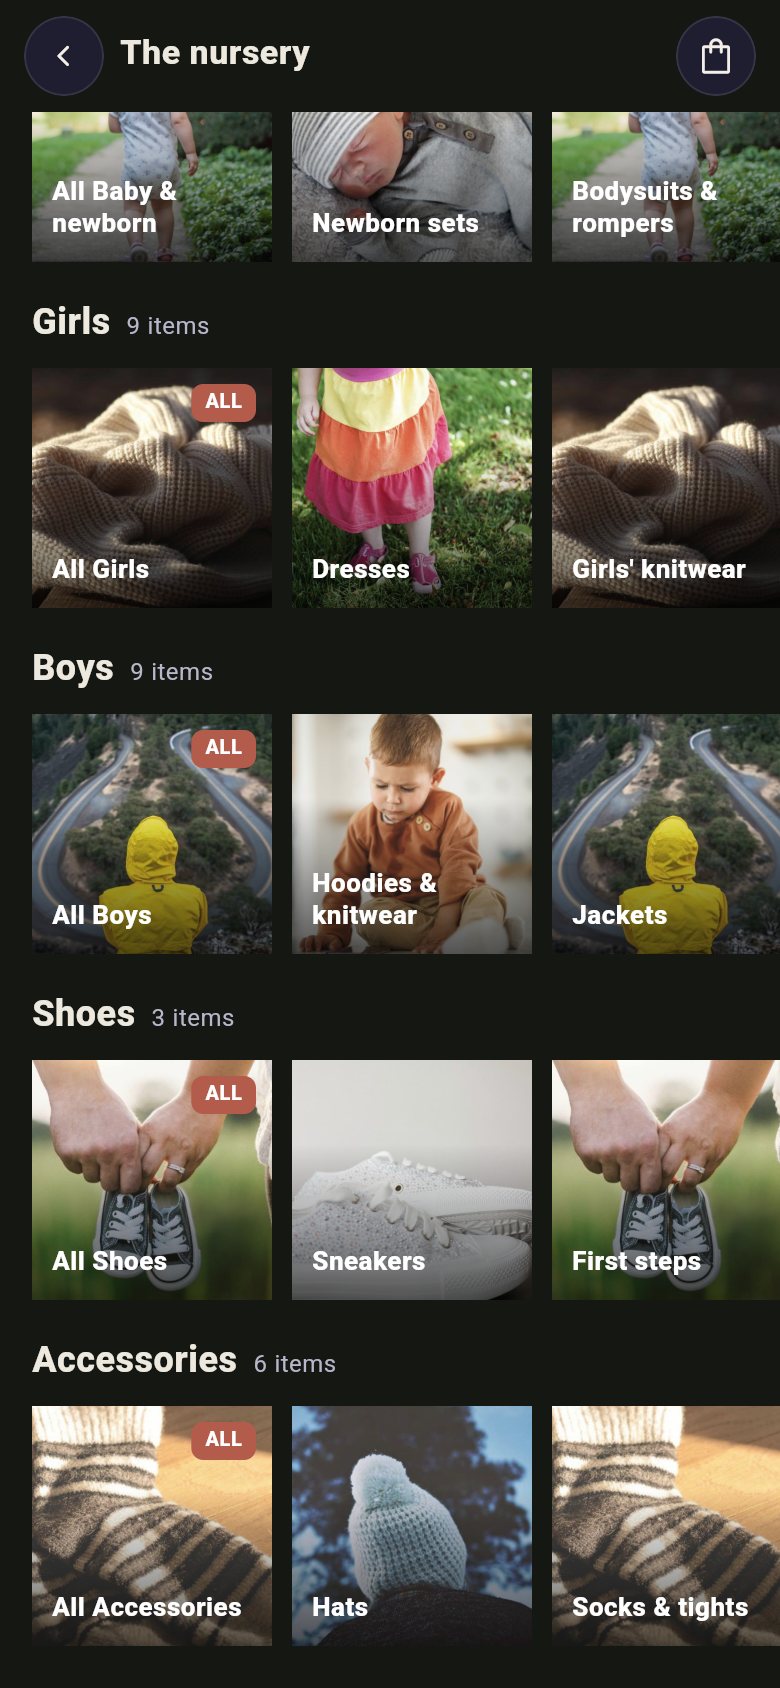 The nursery
All Baby &
newborn
Newborn sets
Bodysuits &
rompers
Girls 9 items
ALL
All Girls
Dresses
Girls' knitwear
Boys 9 items
ALL
All Boys
Hoodies &
knitwear
Jackets
Shoes 3 items
ALL
All Shoes
Sneakers
First steps
Accessories 6 items
ALL
All Accessories
Hats
Socks & tights